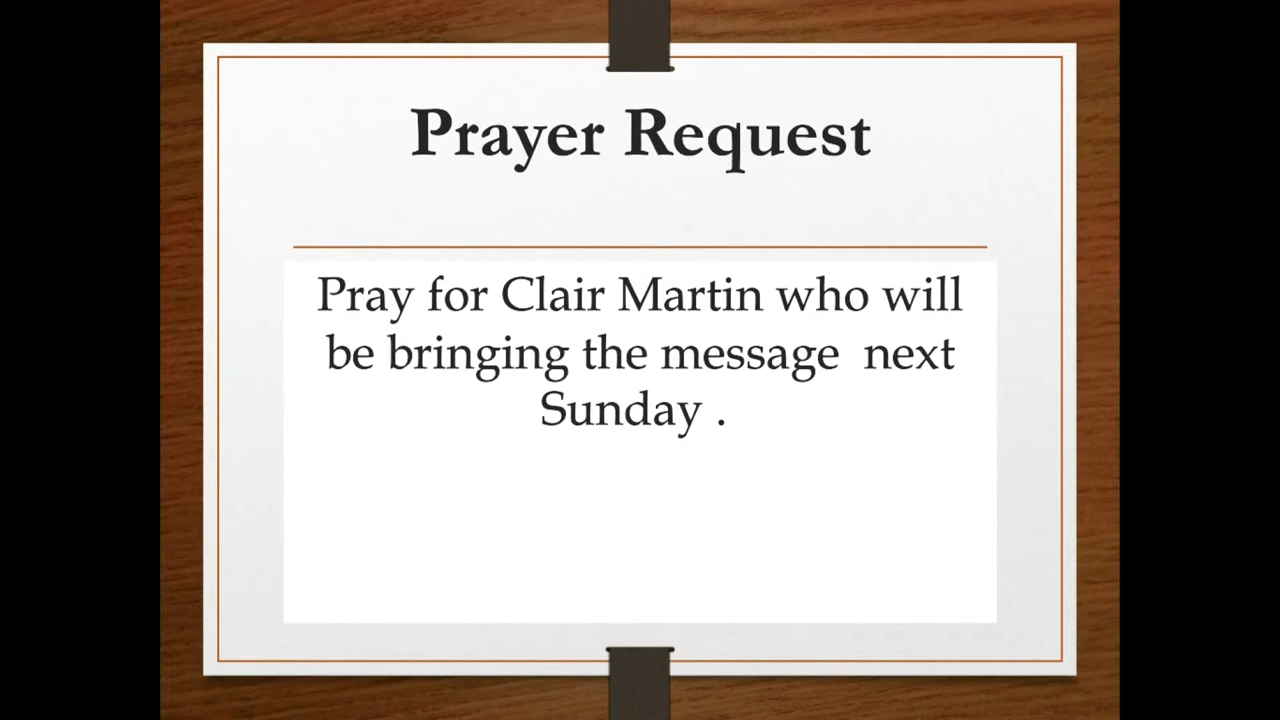 Prayer Request
Pray for Clair Martin who will
be bringing the message  next
Sunday .